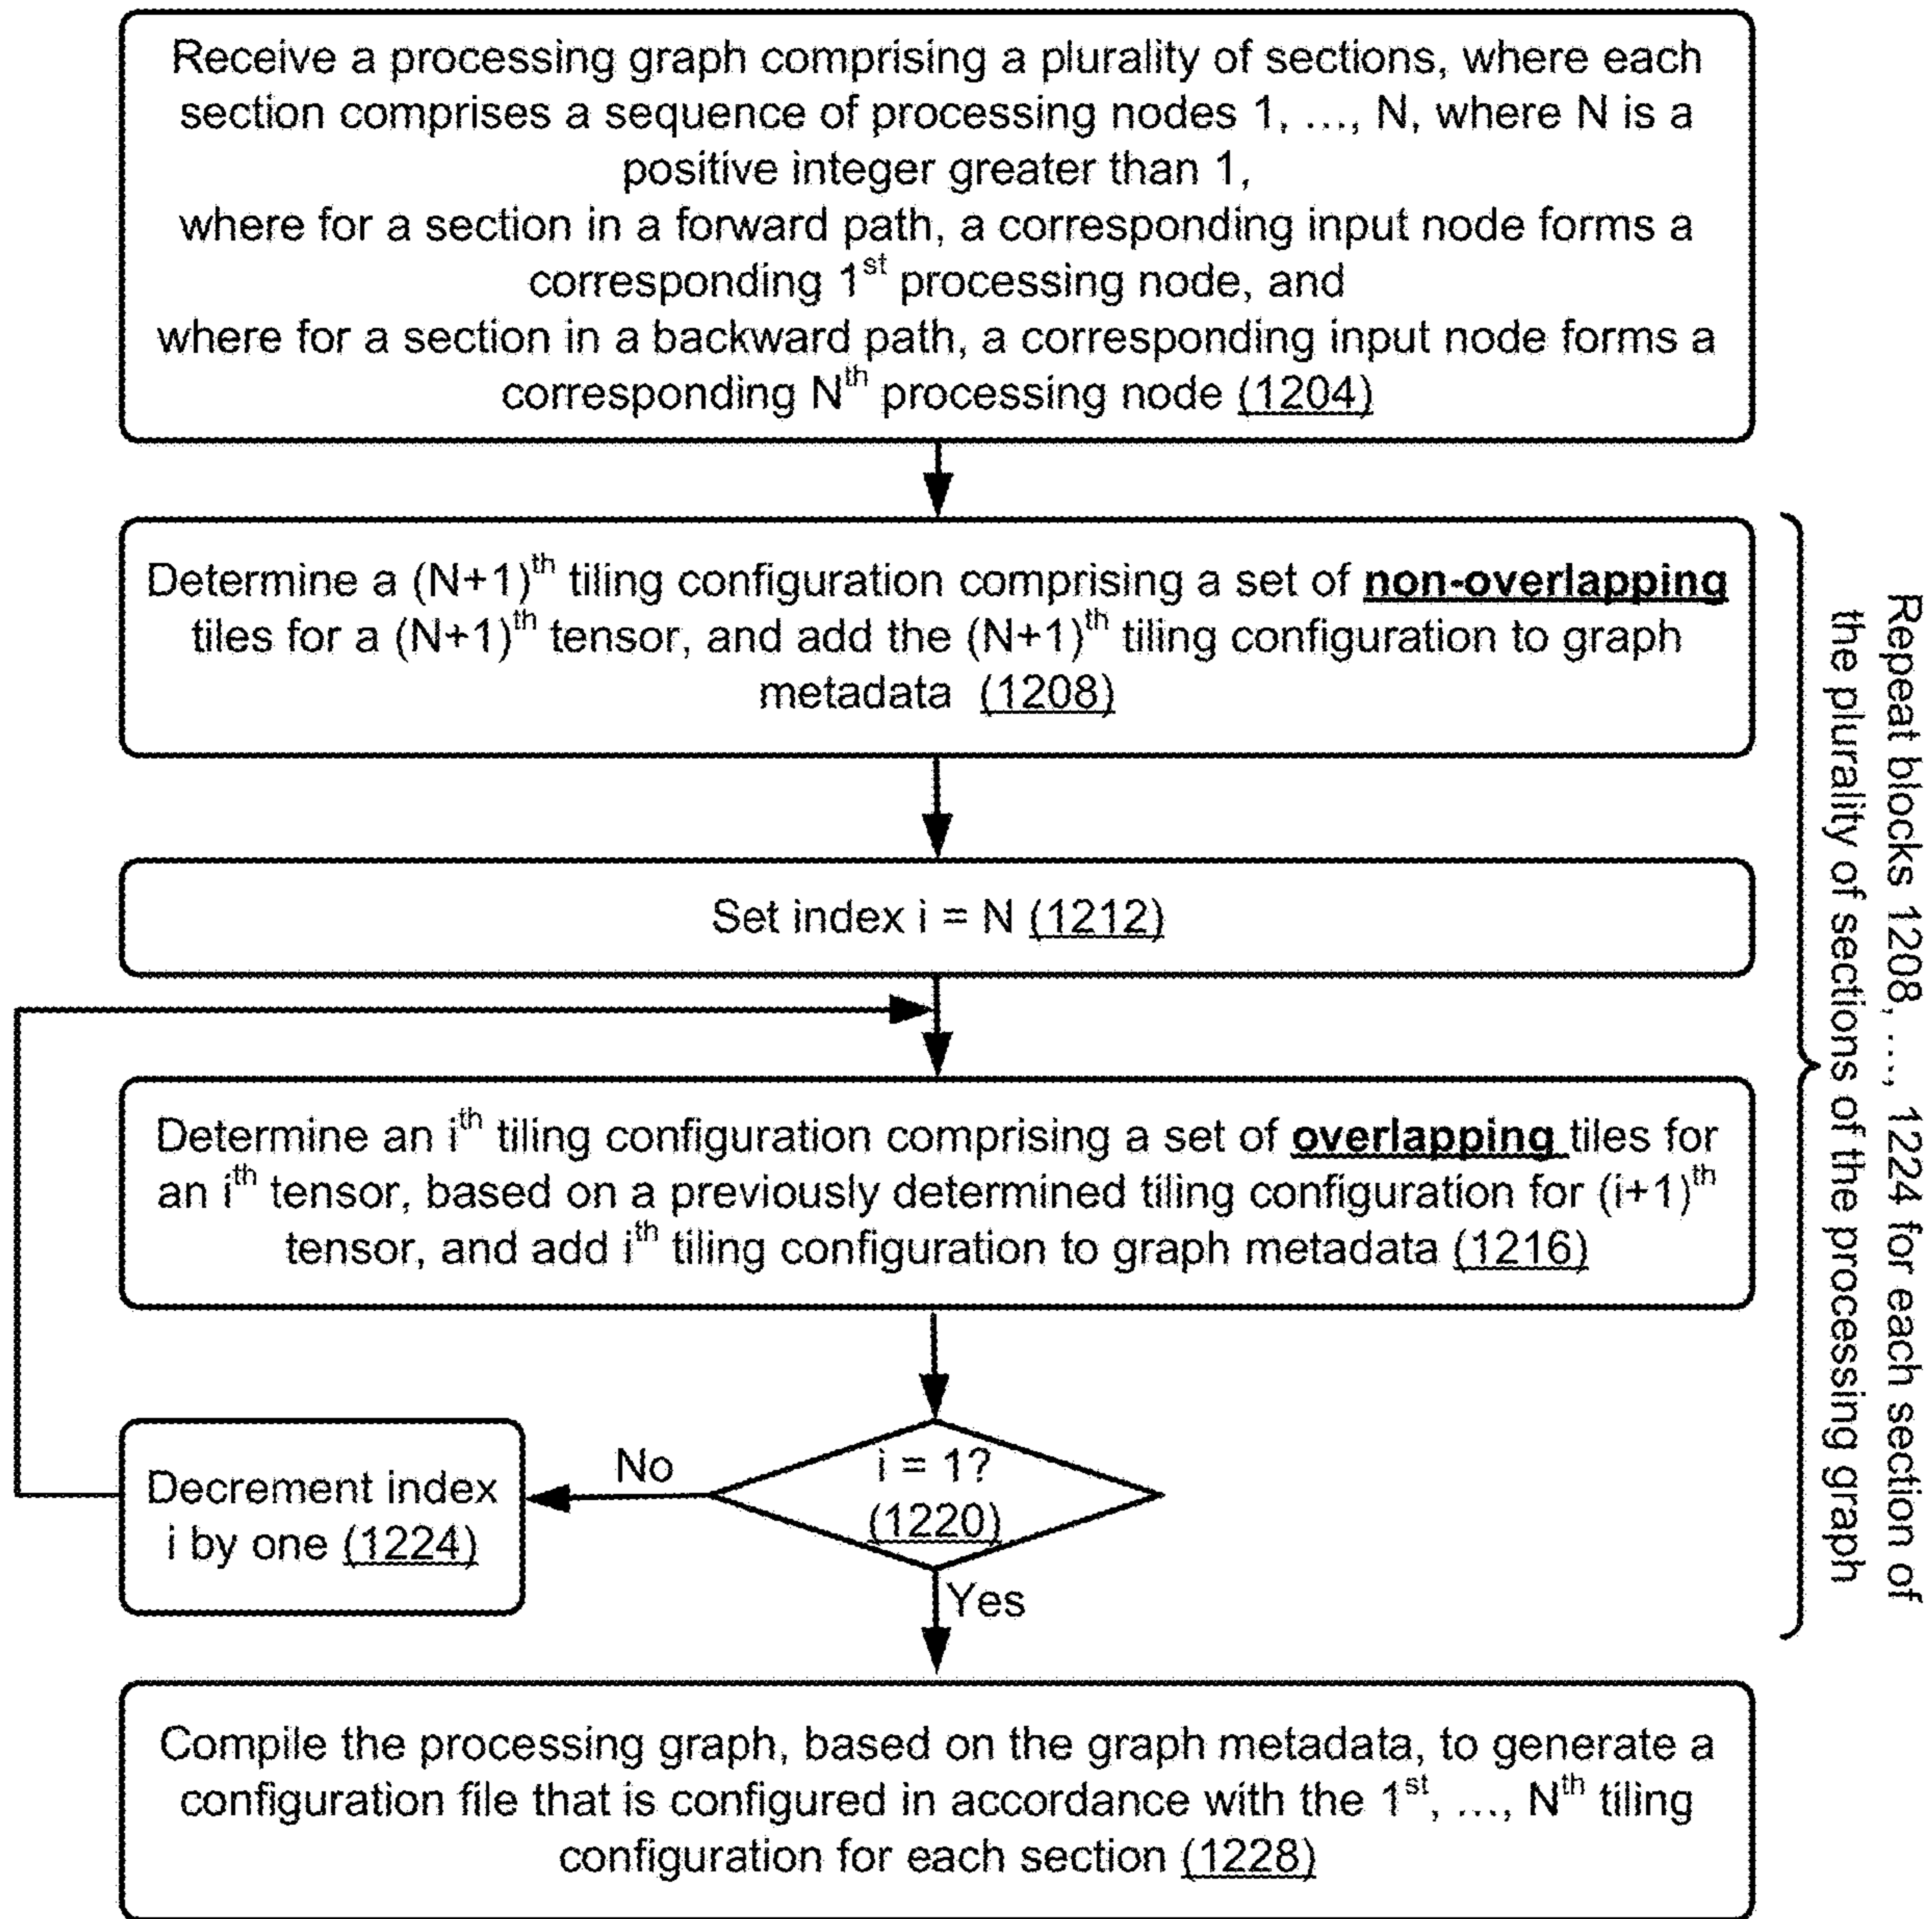 Receive a processing graph comprising a plurality of sections, where each
section comprises a sequence of processing nodes 1, ..., N, where N is a
positive integer greater than 1,
where for a section in a forward path, a corresponding input node forms a
corresponding 1st processing node, and
where for a section in a backward path, a corresponding input node forms a
corresponding Nth processing node (1204)
Determine a (N+1)th tiling configuration comprising a set of non-overlapping
tiles for a (N+1)th tensor, and add the (N+1)th tiling configuration to graph
metadata (1208)
Set index i = N (1212)
Determine an ith tiling configuration comprising a set of overlapping tiles for
an ith tensor, based on a previously determined tiling configuration for (i+1)th
tensor, and add ith tiling configuration to graph metadata (1216)
i = 1?
(1220)
No
Decrement index
i by one (1224)
Yes
Compile the processing graph, based on the graph metadata, to generate a
configuration file that is configured in accordance with the 1st, ..., Nth tiling
configuration for each section (1228)
Repeat blocks 1208, ..., 1224 for each section of
the plurality of sections of the processing graph